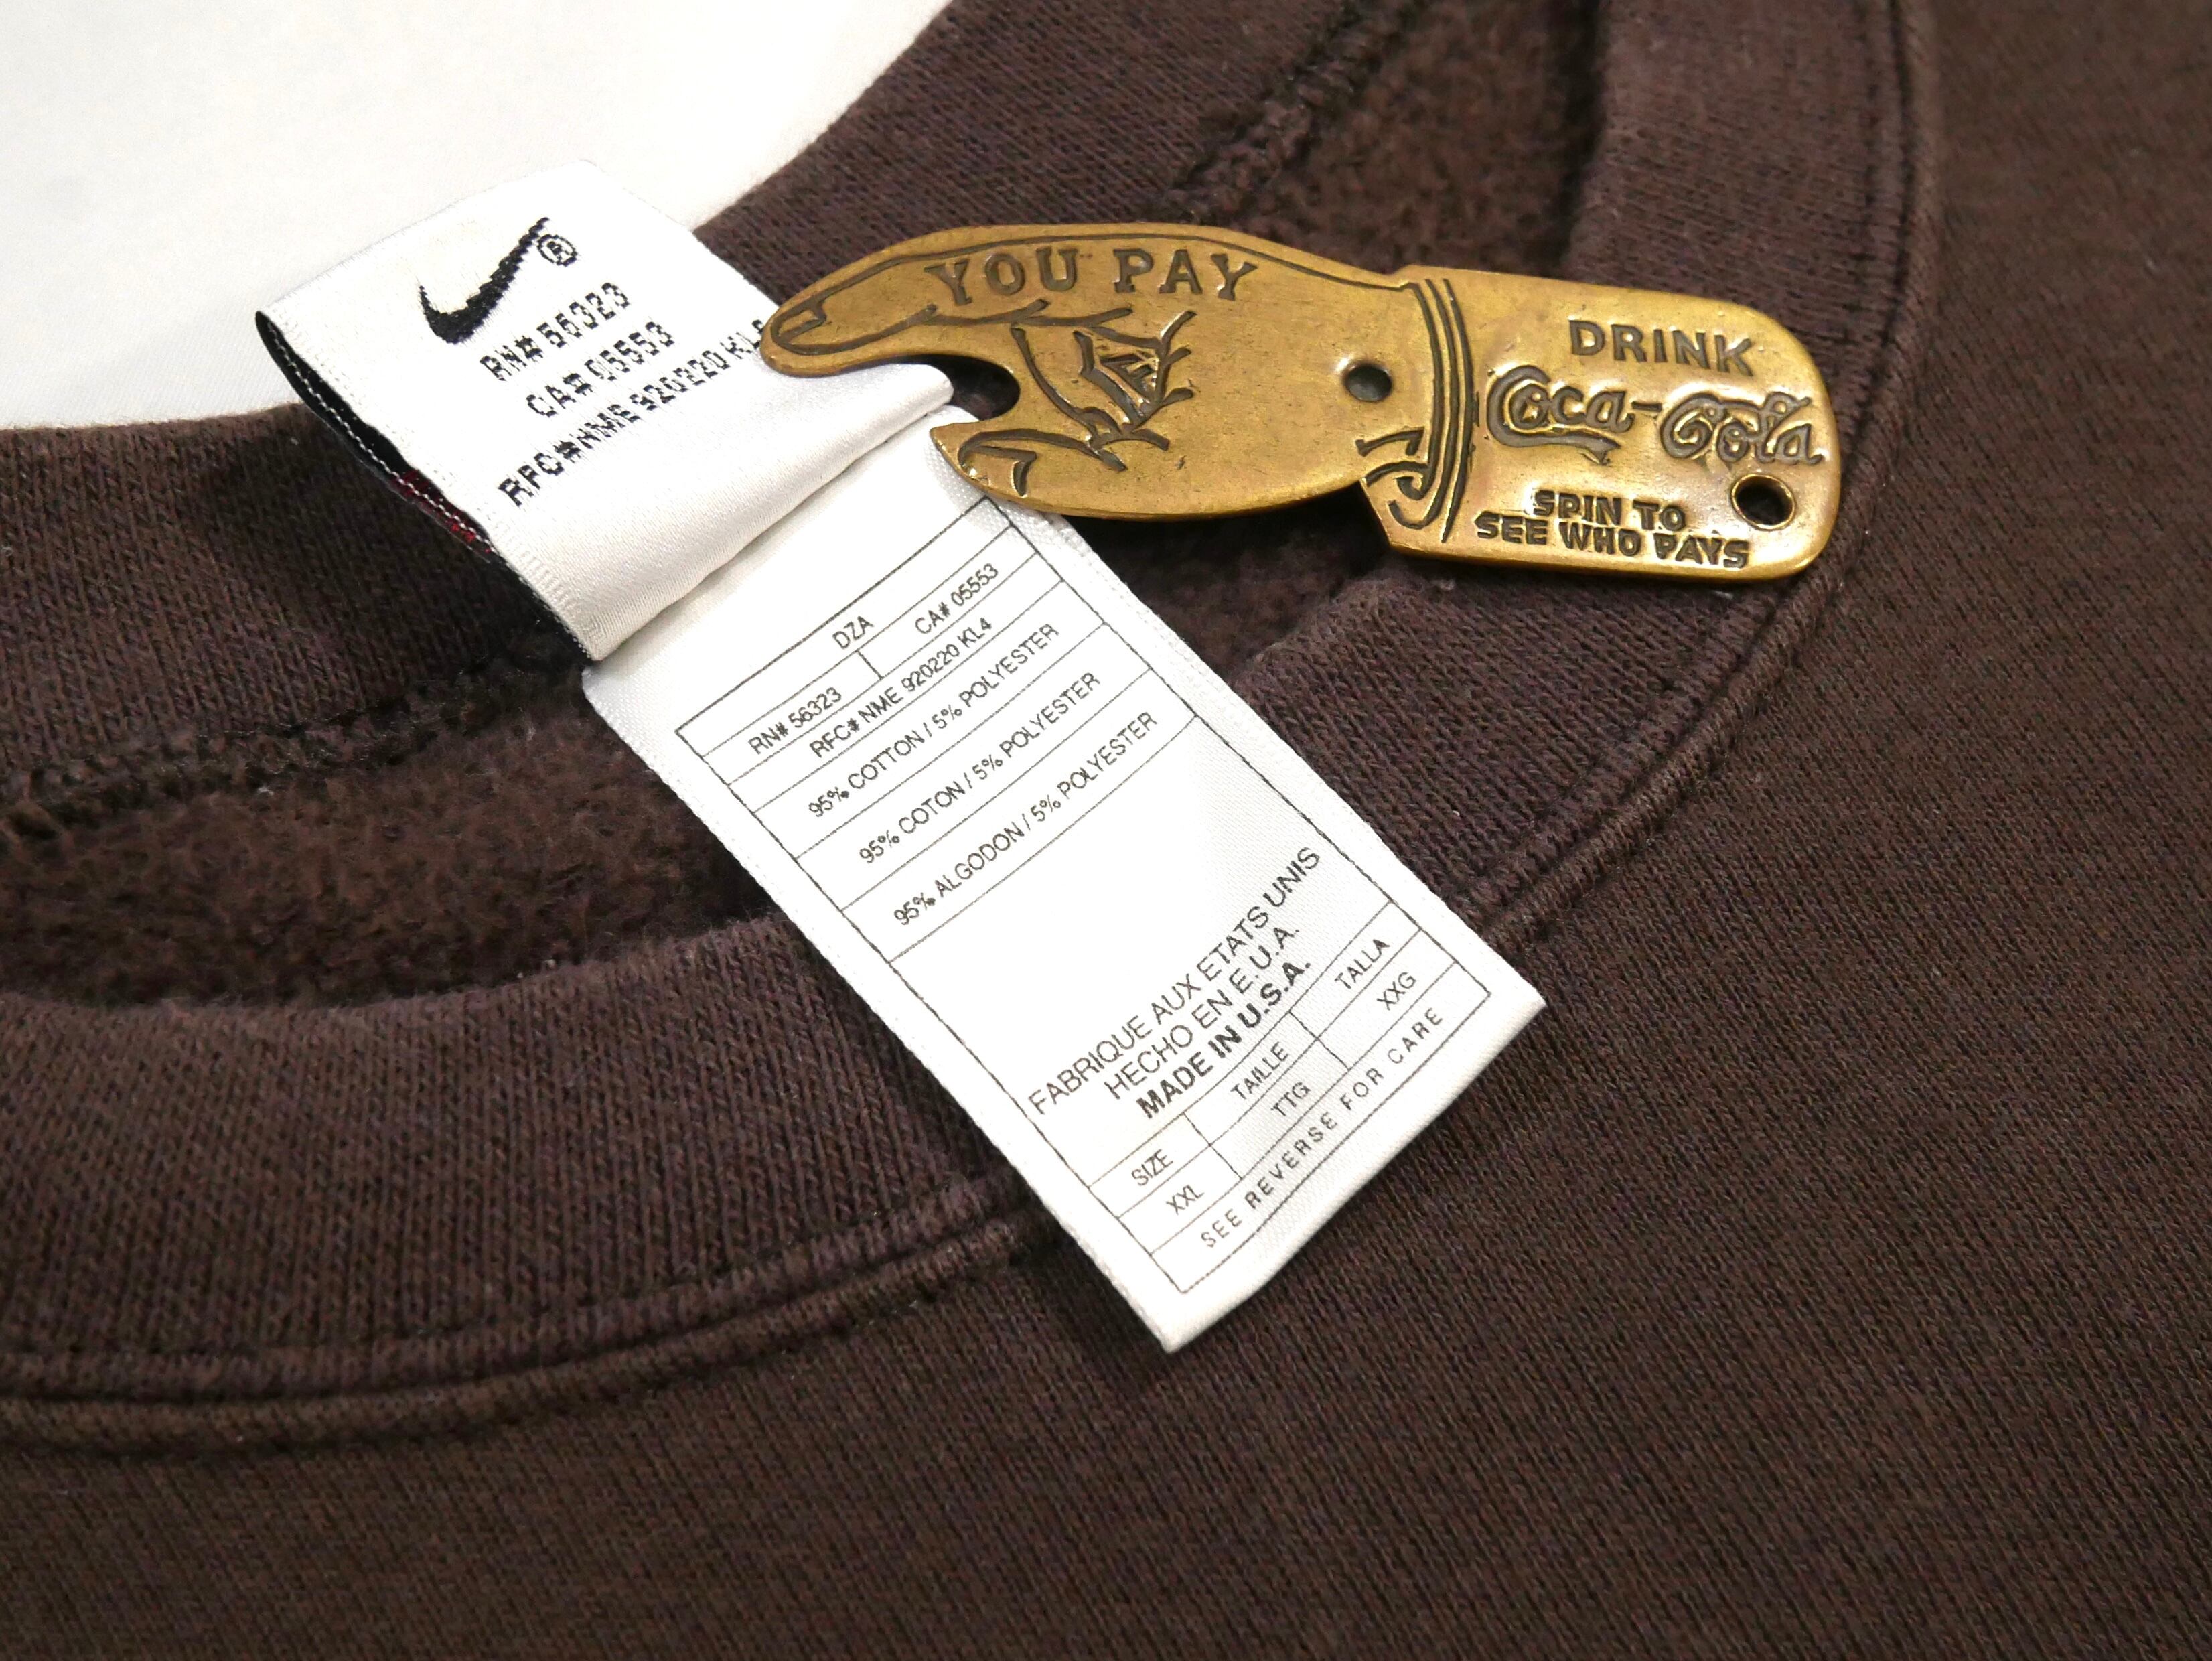 ®
RN# 56323
CA# 05553
RFC# NME 920220
YOU PAY
DRINK
Coca-Cola
SPIN TO
SEE WHO PAYS
DZA
RN# 56323 CA# 05553
RFC# NME 920220 KL4
95% COTTON / 5% POLYESTER
95% COTON / 5% POLYESTER
95% ALGODON / 5% POLYESTER
FABRIQUE AUX ETATS UNIS
HECHO EN E.U.A.
MADE IN U.S.A.
SIZE TAILLE TALLA
XXL TTG XXG
SEE REVERSE FOR CARE